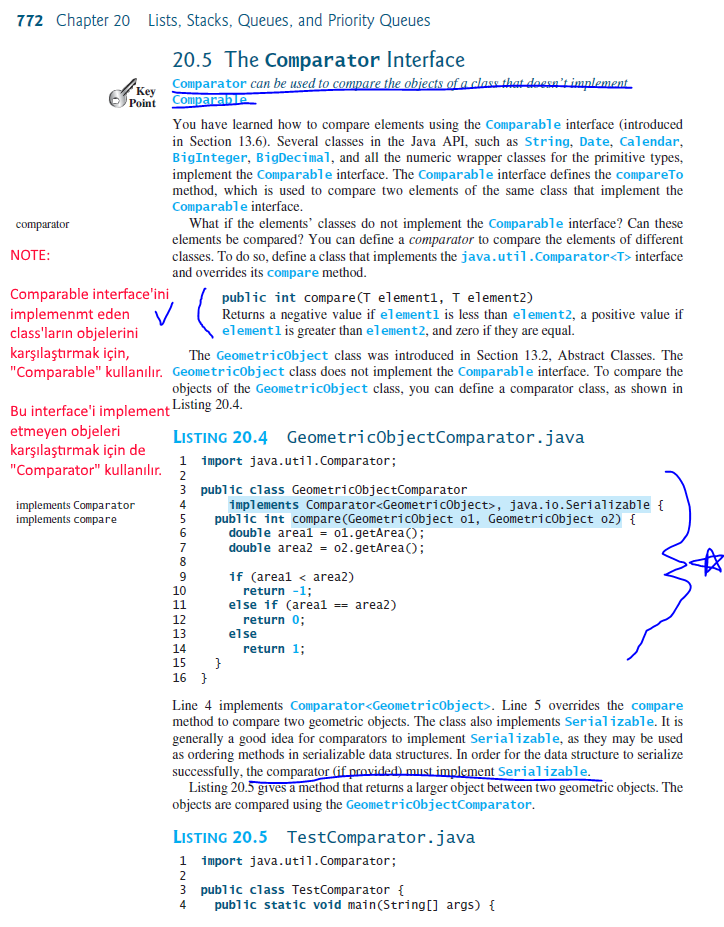 772 Chapter 20 Lists, Stacks, Queues, and Priority Queues
20.5 The Comparator Interface
Key
Point
Comparator can be used to compare the objects of a class that doesn't implement
Comparable.
You have learned how to compare elements using the Comparable interface (introduced
in Section 13.6). Several classes in the Java API, such as String, Date, Calendar,
BigInteger, BigDecimal, and all the numeric wrapper classes for the primitive types,
implement the Comparable interface. The Comparable interface defines the compareTo
method, which is used to compare two elements of the same class that implement the
Comparable interface.
comparator
What if the elements' classes do not implement the Comparable interface? Can these
elements be compared? You can define a comparator to compare the elements of different
classes. To do so, define a class that implements the java.util.Comparator<T> interface
and overrides its compare method.
NOTE:
Comparable interface'ini
implemenmt eden
class'ların objelerini
karşılaştırmak için,
"Comparable" kullanılır.
Bu interface'i implement
etmeyen objeleri
karşılaştırmak için de
"Comparator" kullanılır.
public int compare(T element1, T element2)
Returns a negative value if element1 is less than element2, a positive value if
element1 is greater than element2, and zero if they are equal.
The GeometricObject class was introduced in Section 13.2, Abstract Classes. The
GeometricObject class does not implement the Comparable interface. To compare the
objects of the GeometricObject class, you can define a comparator class, as shown in
Listing 20.4.
LISTING 20.4 GeometricObjectComparator.java
1 import java.util.Comparator;
2
3 public class GeometricObjectComparator
implements Comparator
4 implements Comparator<GeometricObject>, java.io.Serializable {
implements compare
5 public int compare(GeometricObject o1, GeometricObject o2) {
6 double area1 = o1.getArea();
7 double area2 = o2.getArea();
8
9 if (area1 < area2)
10 return -1;
11 else if (area1 == area2)
12 return 0;
13 else
14 return 1;
15 }
16 }
Line 4 implements Comparator<GeometricObject>. Line 5 overrides the compare
method to compare two geometric objects. The class also implements Serializable. It is
generally a good idea for comparators to implement Serializable, as they may be used
as ordering methods in serializable data structures. In order for the data structure to serialize
successfully, the comparator (if provided) must implement Serializable.
Listing 20.5 gives a method that returns a larger object between two geometric objects. The
objects are compared using the GeometricObjectComparator.
LISTING 20.5 TestComparator.java
1 import java.util.Comparator;
2
3 public class TestComparator {
4 public static void main(String[] args) {